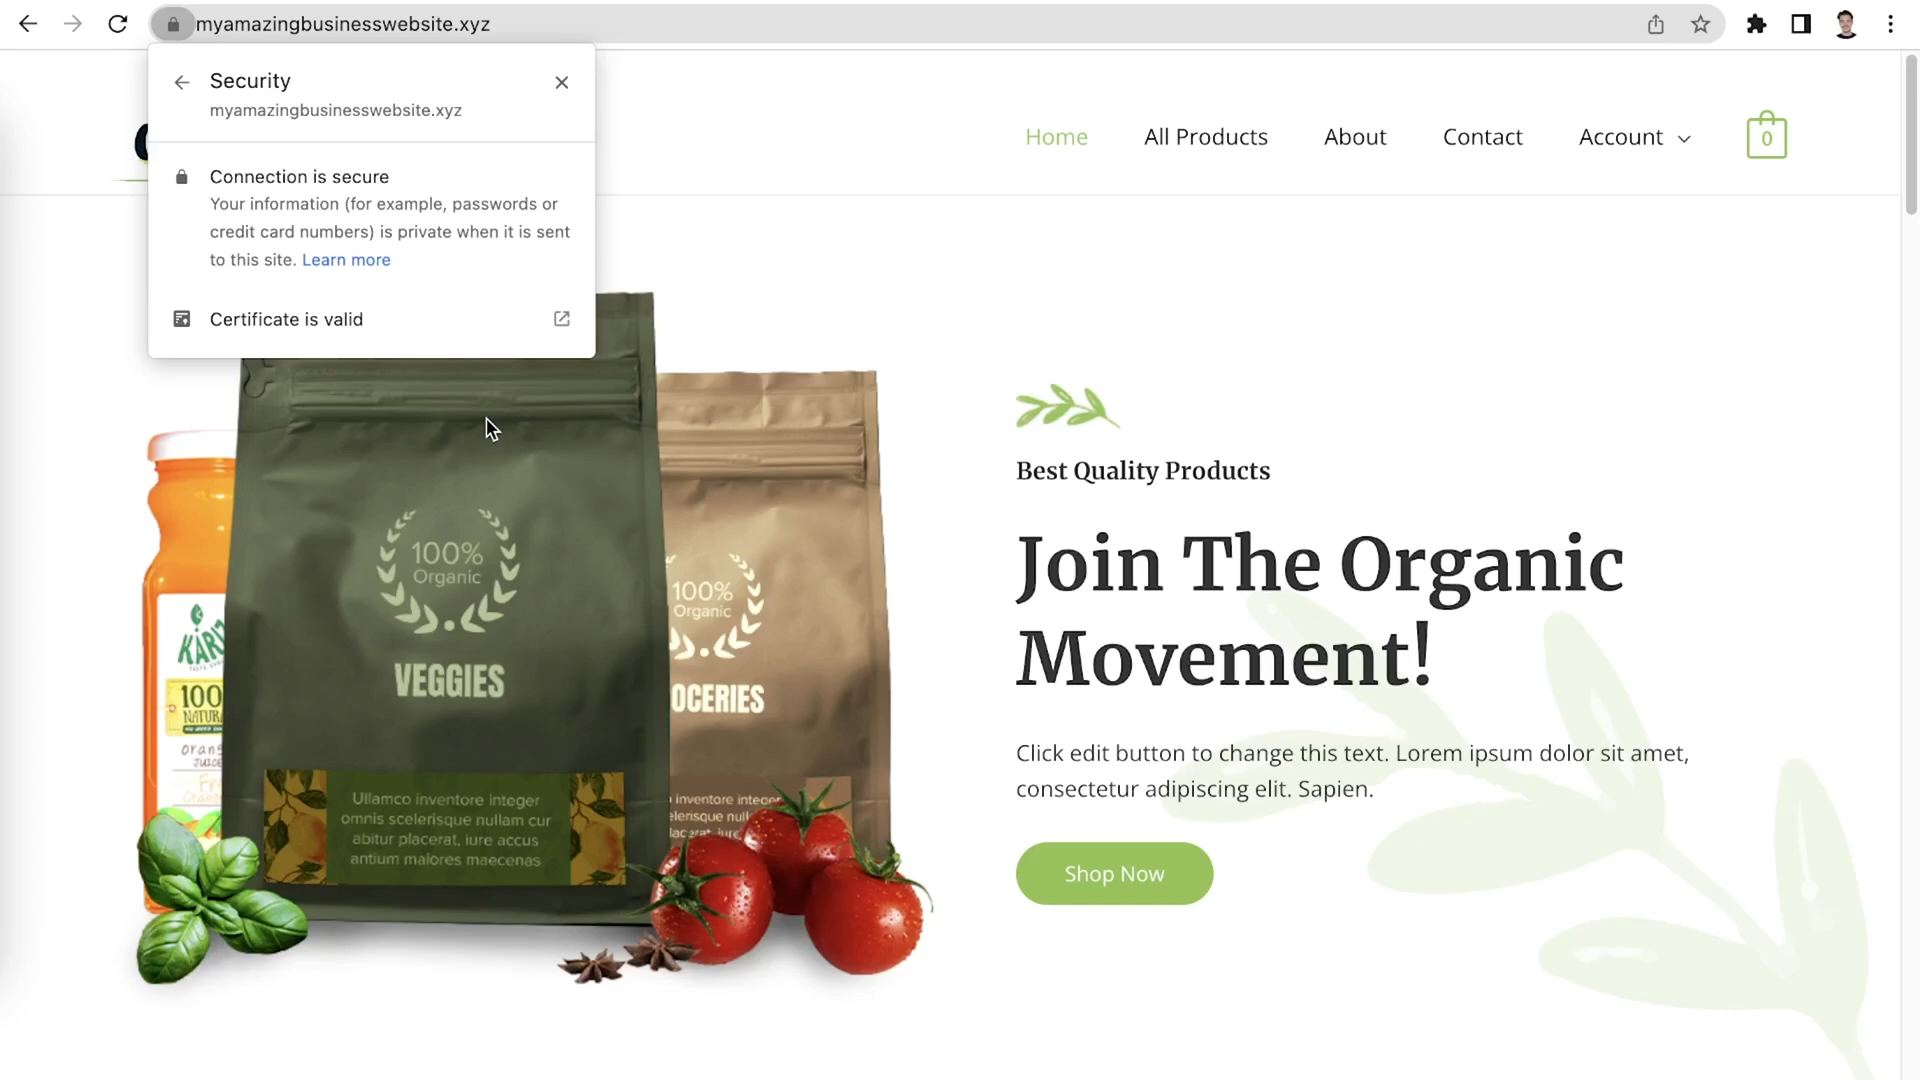 myamazingbusinesswebsite.xyz
Security
myamazingbusinesswebsite.xyz
Connection is secure
Your information (for example, passwords or
credit card numbers) is private when it is sent
to this site. Learn more
Certificate is valid
Home All Products About Contact Account 0
Best Quality Products
Join The Organic
Movement!
Click edit button to change this text. Lorem ipsum dolor sit amet,
consectetur adipiscing elit. Sapien.
Shop Now
100%
Organic
VEGGIES
Ullamco inventore integer
omnis scelerisque nullam cur
abitur placerat, iure accus
antium maiores maecenas
100%
Organic
OCERIES
inventore integer
100